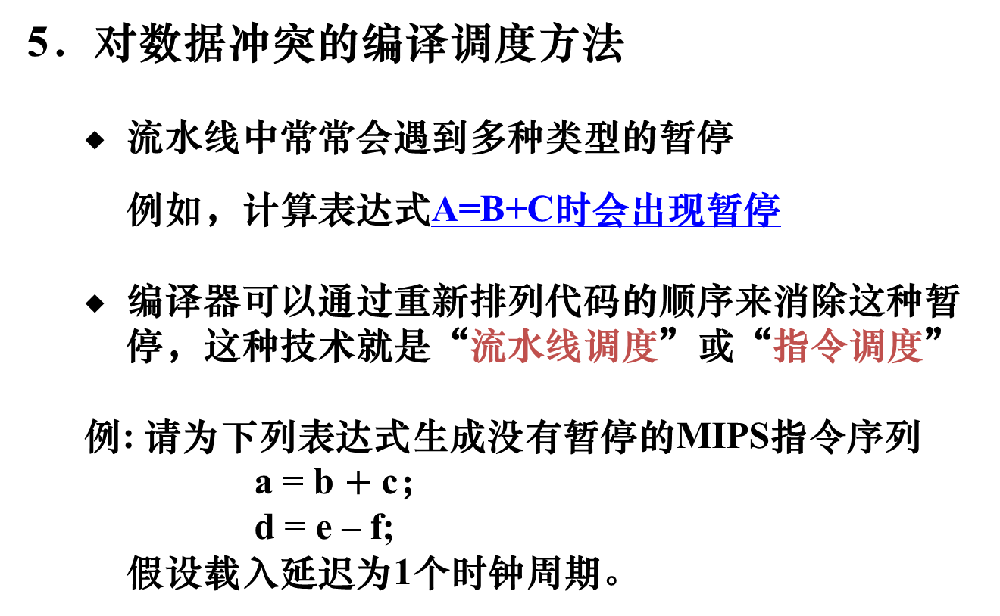 5．对数据冲突的编译调度方法
◆ 流水线中常常会遇到多种类型的暂停
例如，计算表达式A=B+C时会出现暂停
◆ 编译器可以通过重新排列代码的顺序来消除这种暂
停，这种技术就是“流水线调度”或“指令调度”
例: 请为下列表达式生成没有暂停的MIPS指令序列
a = b＋c；
d = e – f;
假设载入延迟为1个时钟周期。